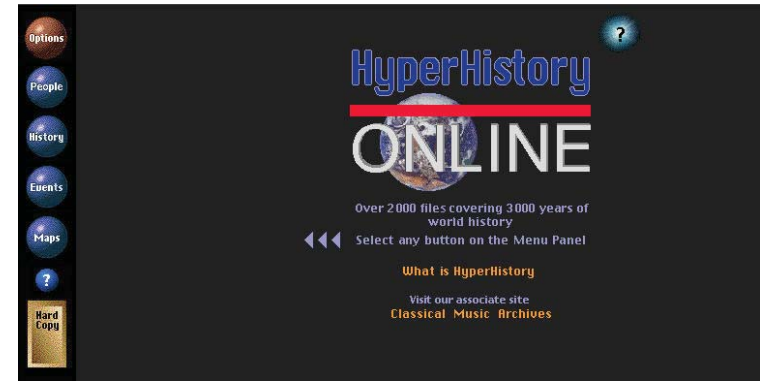 Options
People
History
Events
Maps
?
Hard
Copy
?
HyperHistory
ONLINE
Over 2000 files covering 3000 years of
world history
Select any button on the Menu Panel
What is HyperHistory
Visit our associate site
Classical Music Archives